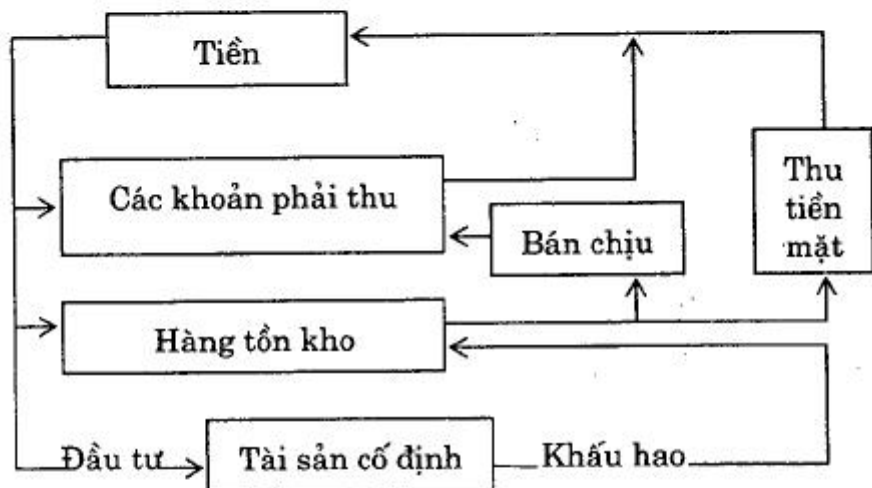 Tiền
Các khoản phải thu
Thu
tiền
mặt
Bán chịu
Hàng tồn kho
Đầu tư
Tài sản cố định
Khấu hao